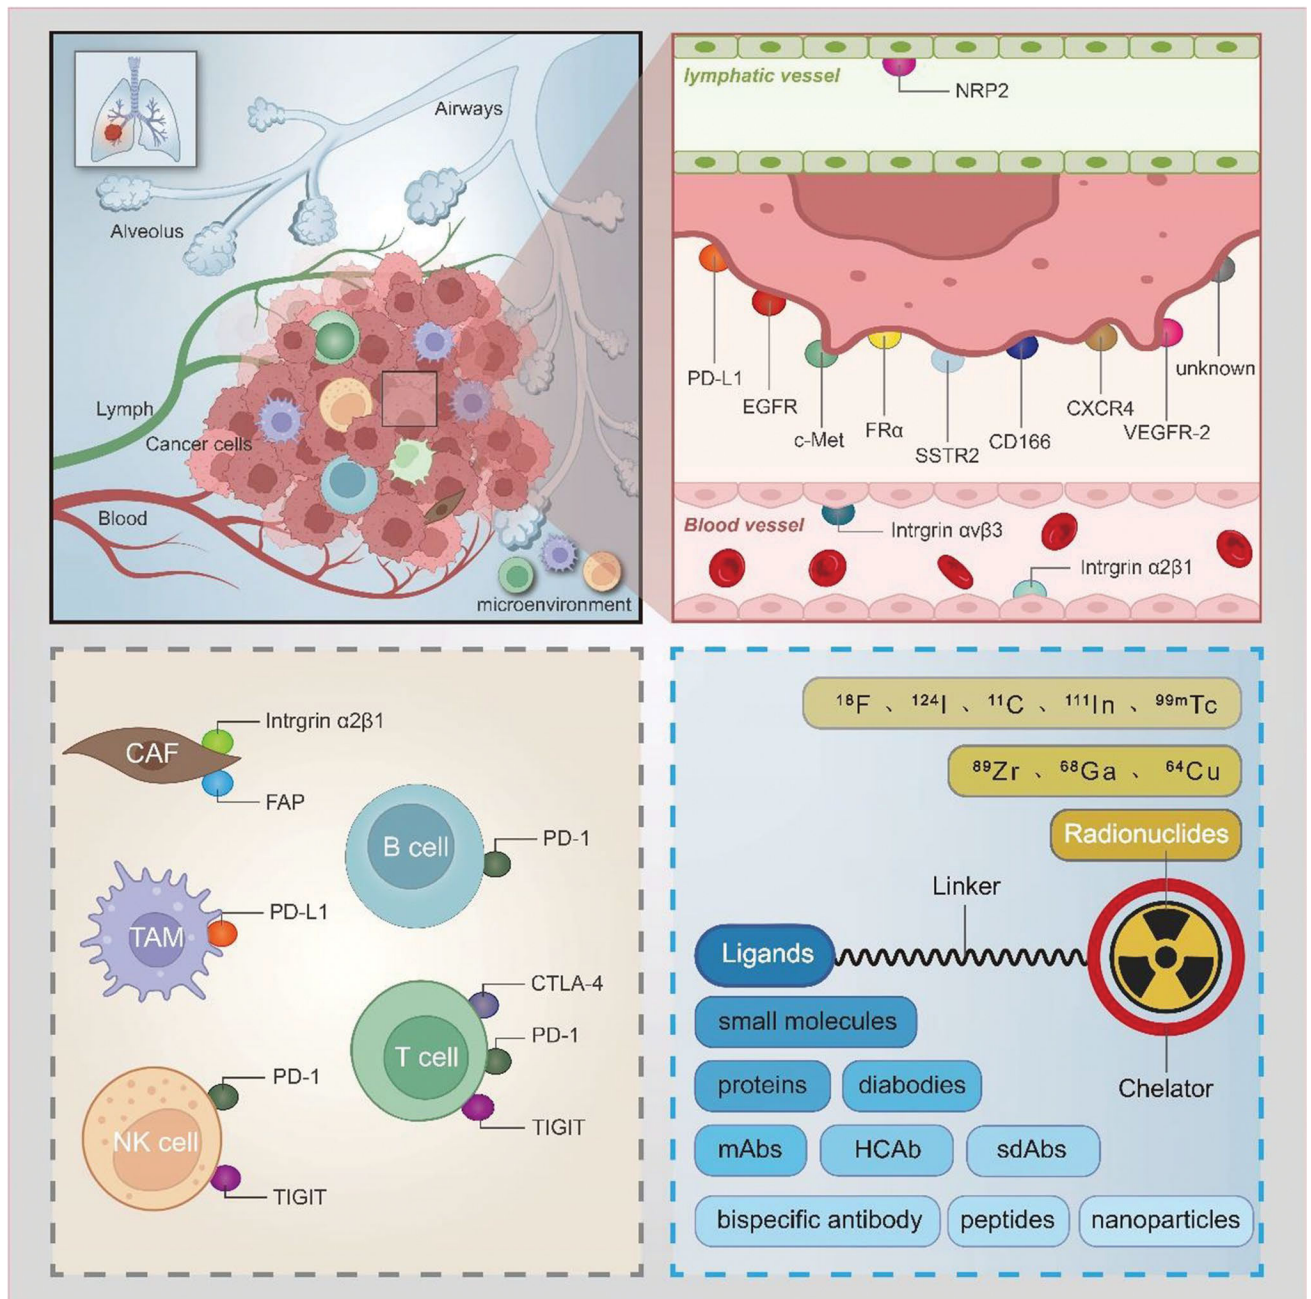 Airways
Alveolus
Lymph
Cancer cells
Blood
microenvironment
lymphatic vessel
NRP2
PD-L1
EGFR
c-Met
FRα
SSTR2
CD166
CXCR4
VEGFR-2
unknown
Blood vessel
Intrgrin αvβ3
Intrgrin α2β1
CAF
Intrgrin α2β1
FAP
B cell
PD-1
TAM
PD-L1
T cell
CTLA-4
PD-1
TIGIT
NK cell
PD-1
TIGIT
¹⁸F 、 ¹²⁴I 、 ¹¹C 、 ¹¹¹In 、 ⁹⁹ᵐTc
⁸⁹Zr 、 ⁶⁸Ga 、 ⁶⁴Cu
Radionuclides
Linker
Ligands
Chelator
small molecules
proteins diabodies
mAbs HCAb sdAbs
bispecific antibody peptides nanoparticles